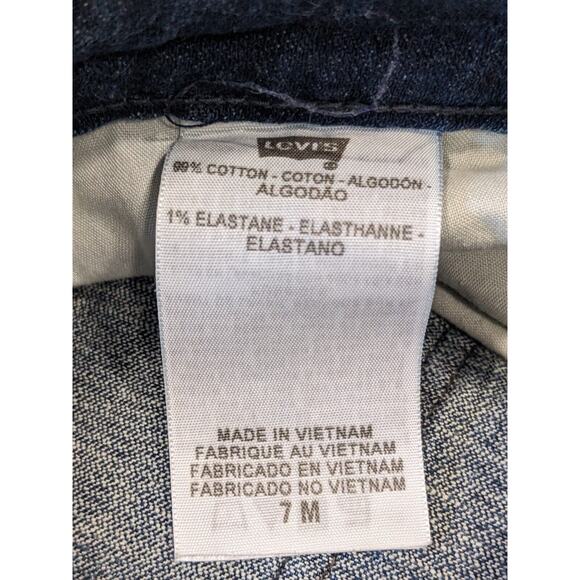 LEVI'S ®
99% COTTON - COTON - ALGODÓN -
ALGODÃO
1% ELASTANE - ELASTHANNE -
ELASTANO
MADE IN VIETNAM
FABRIQUE AU VIETNAM
FABRICADO EN VIETNAM
FABRICADO NO VIETNAM
7 M